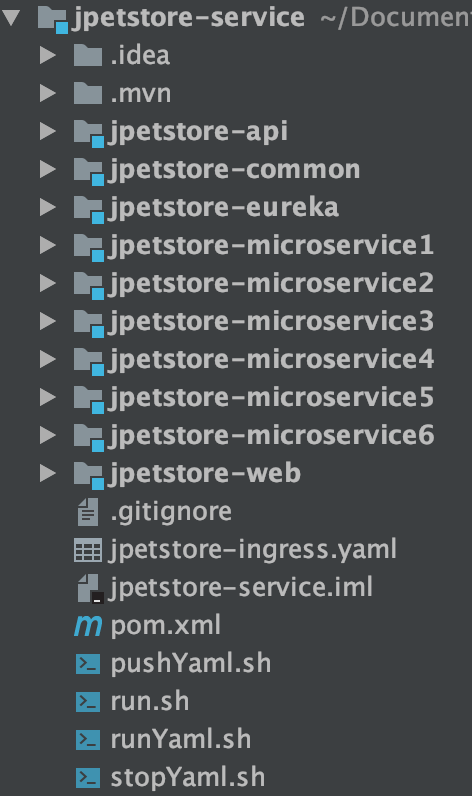 jpetstore-service ~/Documen
.idea
.mvn
jpetstore-api
jpetstore-common
jpetstore-eureka
jpetstore-microservice1
jpetstore-microservice2
jpetstore-microservice3
jpetstore-microservice4
jpetstore-microservice5
jpetstore-microservice6
jpetstore-web
.gitignore
jpetstore-ingress.yaml
jpetstore-service.iml
pom.xml
pushYaml.sh
run.sh
runYaml.sh
stopYaml.sh